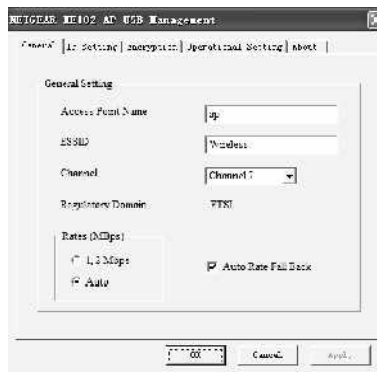 NETGEAR ME102 AP USB Management
General IP Setting Encryption Operational Setting About
General Setting
Access Point Name ap
ESSID Wireless
Channel Channel 7
Regulatory Domain ETSI
Rates (MBps)
1, 2 Mbps
Auto Rate Fall Back
Auto
OK Cancel Apply